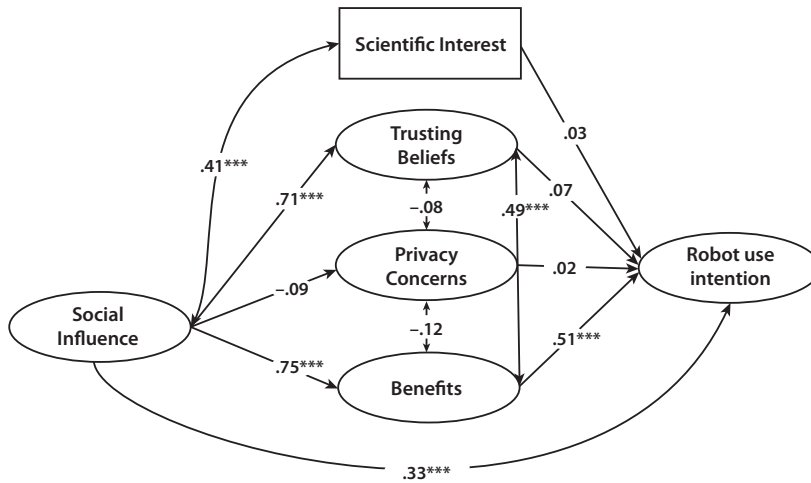 Scientific Interest
.03
Trusting
Beliefs
.41***
.71***
.07
–.08
.49***
Privacy
Concerns
.02
Robot use
intention
–.09
Social
Influence
–.12
.51***
.75***
Benefits
.33***